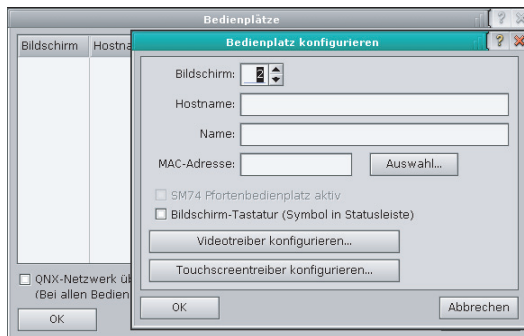 Bedienplätze
Bildschirm Hostna
Bedienplatz konfigurieren
Bildschirm: 2
Hostname:
Name:
MAC-Adresse: Auswahl...
SM74 Pfortenbedienplatz aktiv
Bildschirm-Tastatur (Symbol in Statusleiste)
Videotreiber konfigurieren...
Touchscreentreiber konfigurieren...
OK Abbrechen
QNX-Netzwerk üb
(Bei allen Bedien
OK